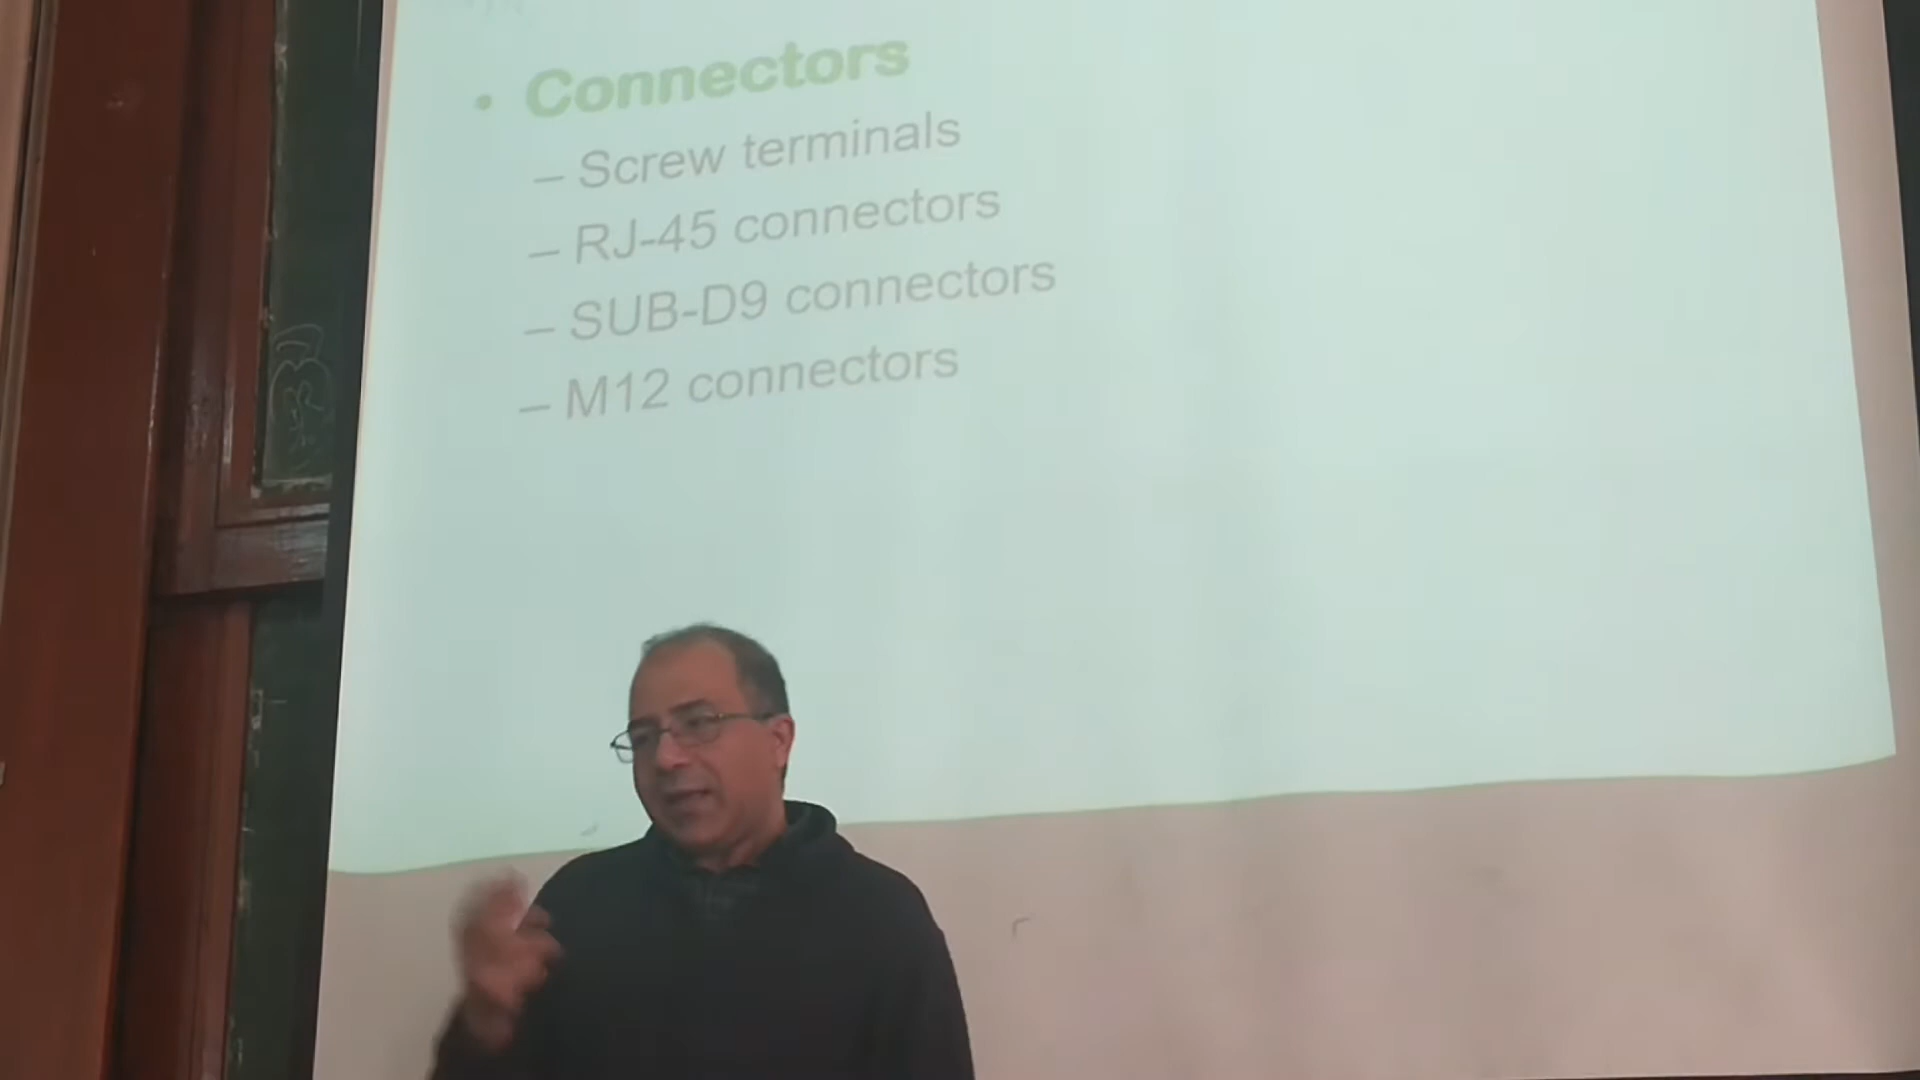 • Connectors
– Screw terminals
– RJ-45 connectors
– SUB-D9 connectors
– M12 connectors